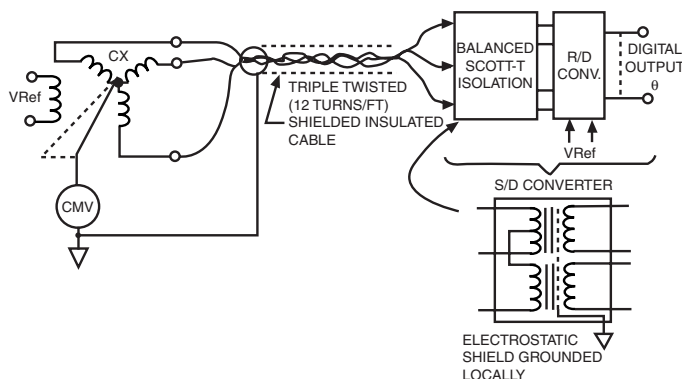 CX
VRef
CMV
TRIPLE TWISTED
(12 TURNS/FT)
SHIELDED INSULATED
CABLE
BALANCED
SCOTT-T
ISOLATION
R/D
CONV.
DIGITAL
OUTPUT
θ
VRef
S/D CONVERTER
ELECTROSTATIC
SHIELD GROUNDED
LOCALLY